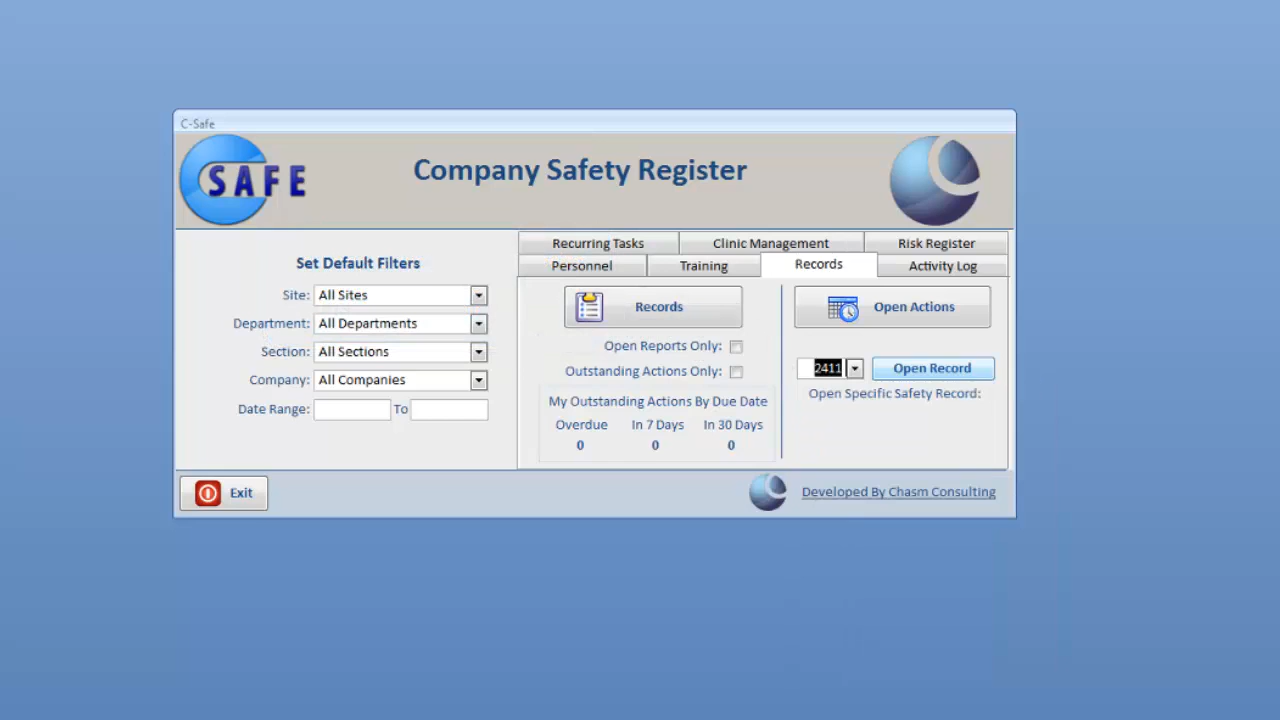 C-Safe
SAFE
Company Safety Register
Set Default Filters
Site: All Sites
Department: All Departments
Section: All Sections
Company: All Companies
Date Range: To
Recurring Tasks Clinic Management Risk Register
Personnel Training Records Activity Log
Records
Open Reports Only:
Outstanding Actions Only:
My Outstanding Actions By Due Date
Overdue In 7 Days In 30 Days
0 0 0
Open Actions
2411 Open Record
Open Specific Safety Record:
Exit
Developed By Chasm Consulting